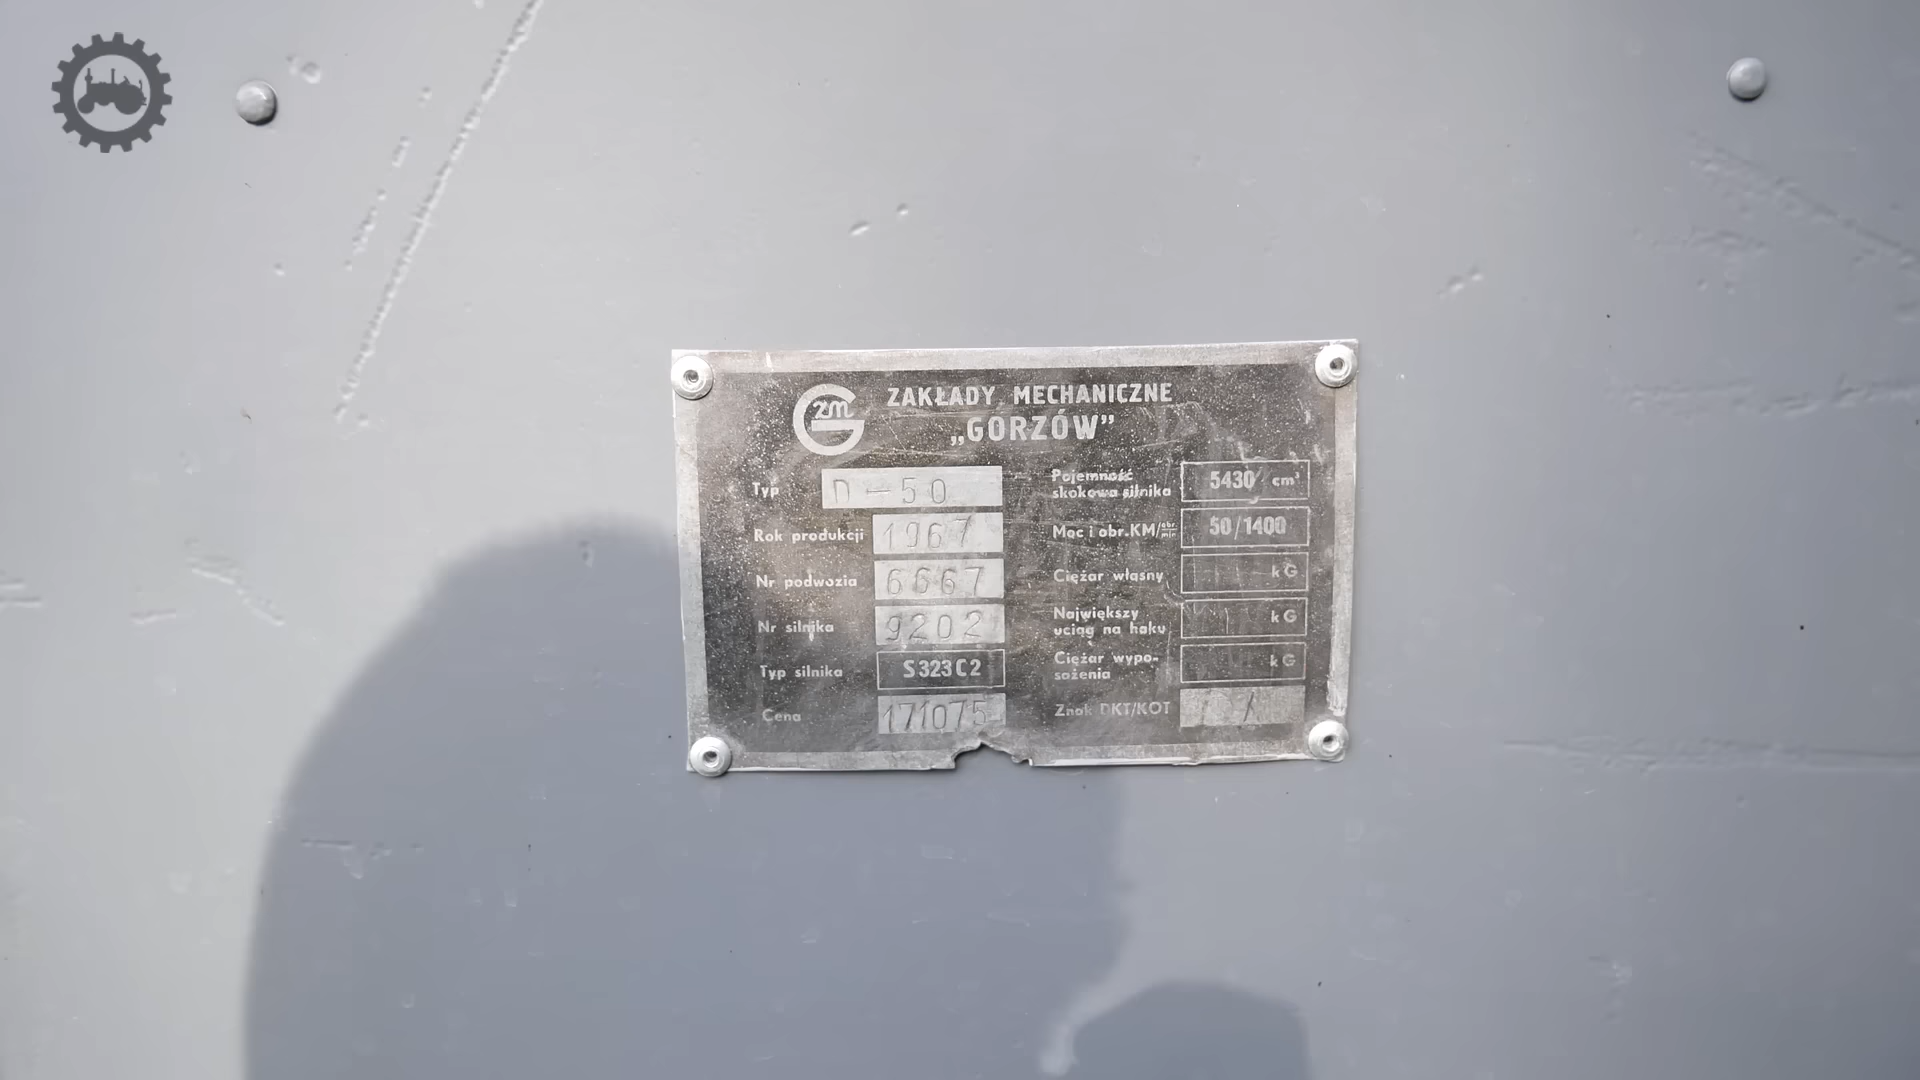 zm
ZAKŁADY MECHANICZNE
„GORZÓW”
Typ D-50
Rok produkcji 1967
Nr podwozia 6667
Nr silnika 9202
Typ silnika S323C2
Cena 171075
Pojemność
skokowa silnika 5430 cm³
Moc i obr. KM/obr/min 50/1400
Ciężar własny kG
Największy
uciąg na haku kG
Ciężar wypo-
sażenia kG
Znak DKT/KOT